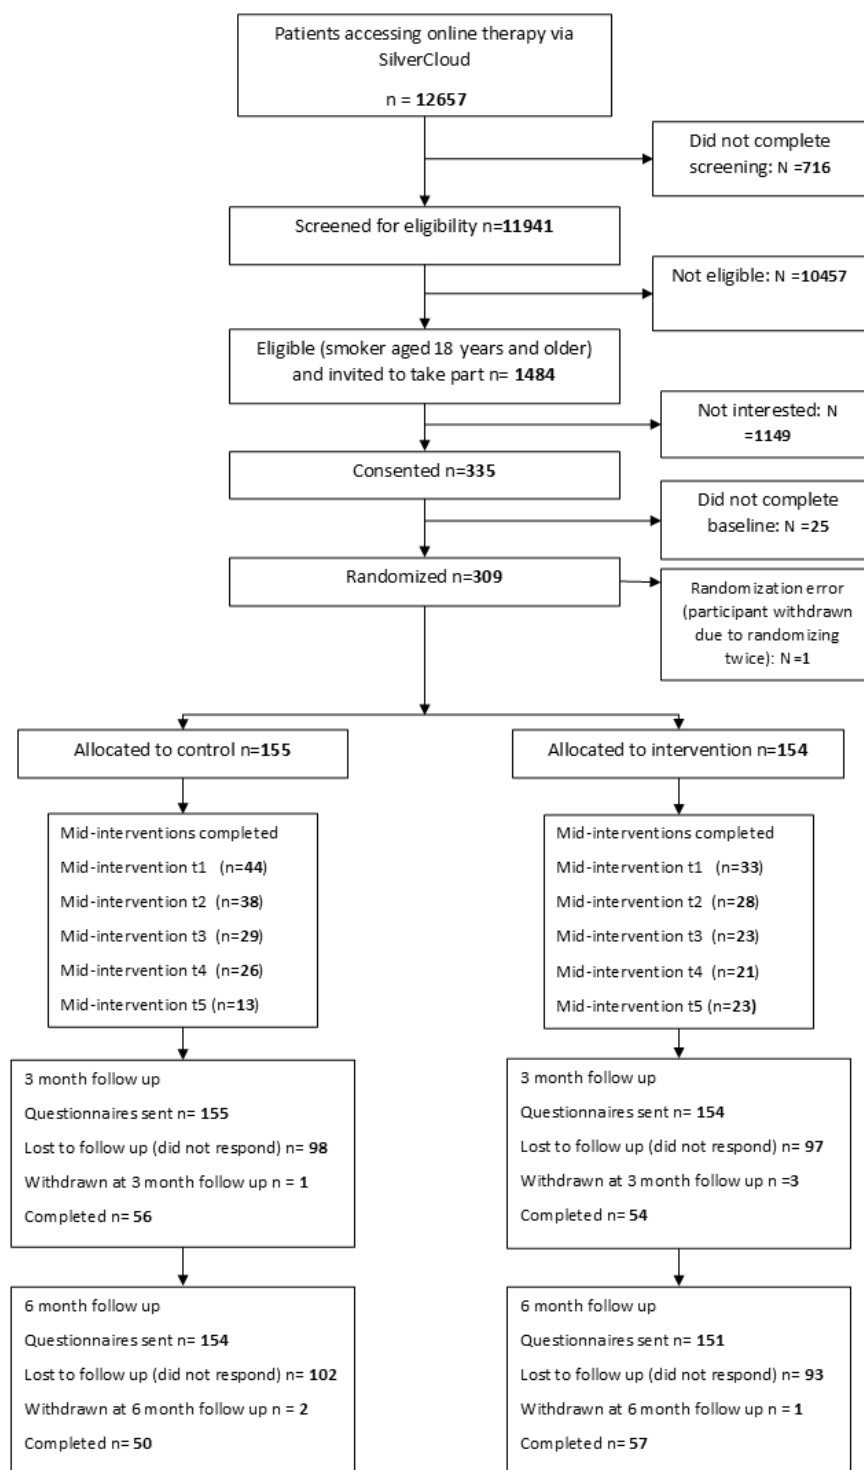 Patients accessing online therapy via
SilverCloud
n = 12657
Did not complete
screening: N =716
Screened for eligibility n=11941
Not eligible: N =10457
Eligible (smoker aged 18 years and older)
and invited to take part n= 1484
Not interested: N
=1149
Consented n=335
Did not complete
baseline: N =25
Randomized n=309
Randomization error
(participant withdrawn
due to randomizing
twice): N=1
Allocated to control n=155
Allocated to intervention n=154
Mid-interventions completed
Mid-intervention t1 (n=44)
Mid-intervention t2 (n=38)
Mid-intervention t3 (n=29)
Mid-intervention t4 (n=26)
Mid-intervention t5 (n=13)
Mid-interventions completed
Mid-intervention t1 (n=33)
Mid-intervention t2 (n=28)
Mid-intervention t3 (n=23)
Mid-intervention t4 (n=21)
Mid-intervention t5 (n=23)
3 month follow up
Questionnaires sent n= 155
Lost to follow up (did not respond) n= 98
Withdrawn at 3 month follow up n = 1
Completed n= 56
3 month follow up
Questionnaires sent n= 154
Lost to follow up (did not respond) n= 97
Withdrawn at 3 month follow up n =3
Completed n= 54
6 month follow up
Questionnaires sent n= 154
Lost to follow up (did not respond) n= 102
Withdrawn at 6 month follow up n = 2
Completed n= 50
6 month follow up
Questionnaires sent n= 151
Lost to follow up (did not respond) n= 93
Withdrawn at 6 month follow up n = 1
Completed n= 57